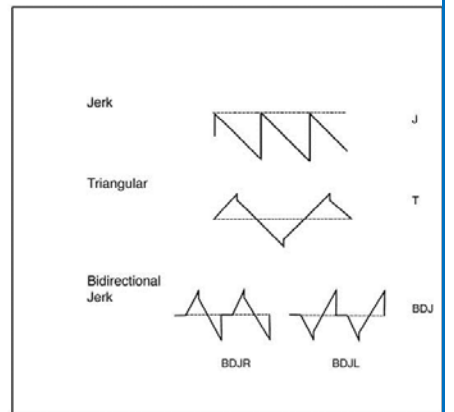 Jerk
J
Triangular
T
Bidirectional
Jerk
BDJ
BDJR BDJL